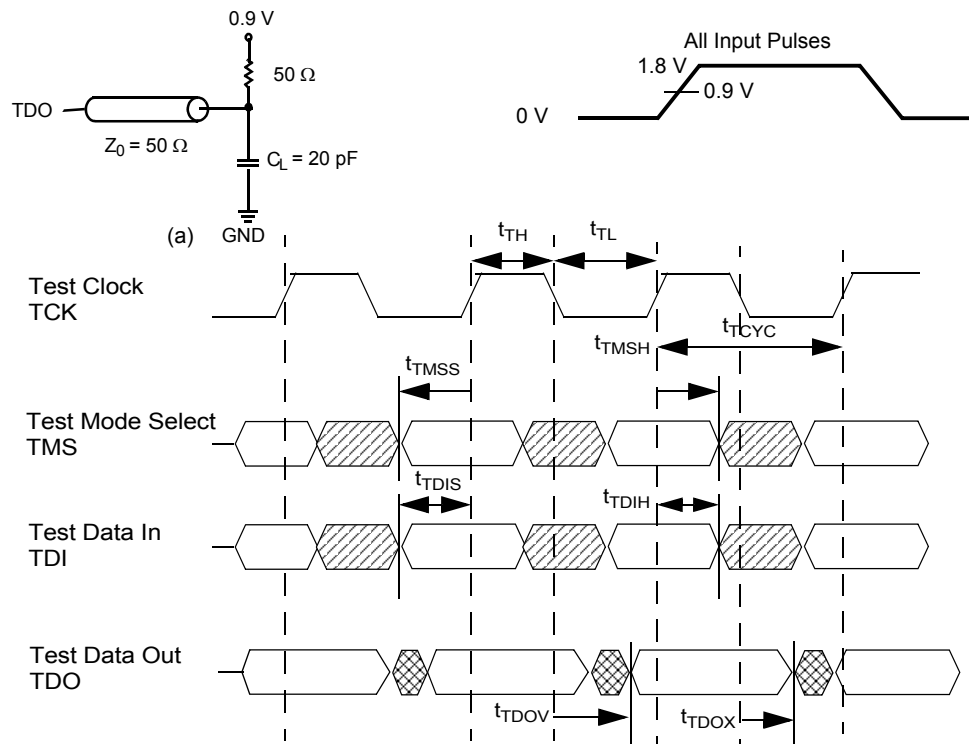 0.9 V
50 Ω
TDO
Z0 = 50 Ω
CL = 20 pF
(a)
GND
All Input Pulses
1.8 V
0.9 V
0 V
tTH
tTL
Test Clock
TCK
tTCYC
tTMSH
tTMSS
Test Mode Select
TMS
tTDIS
tTDIH
Test Data In
TDI
Test Data Out
TDO
tTDOV
tTDOX